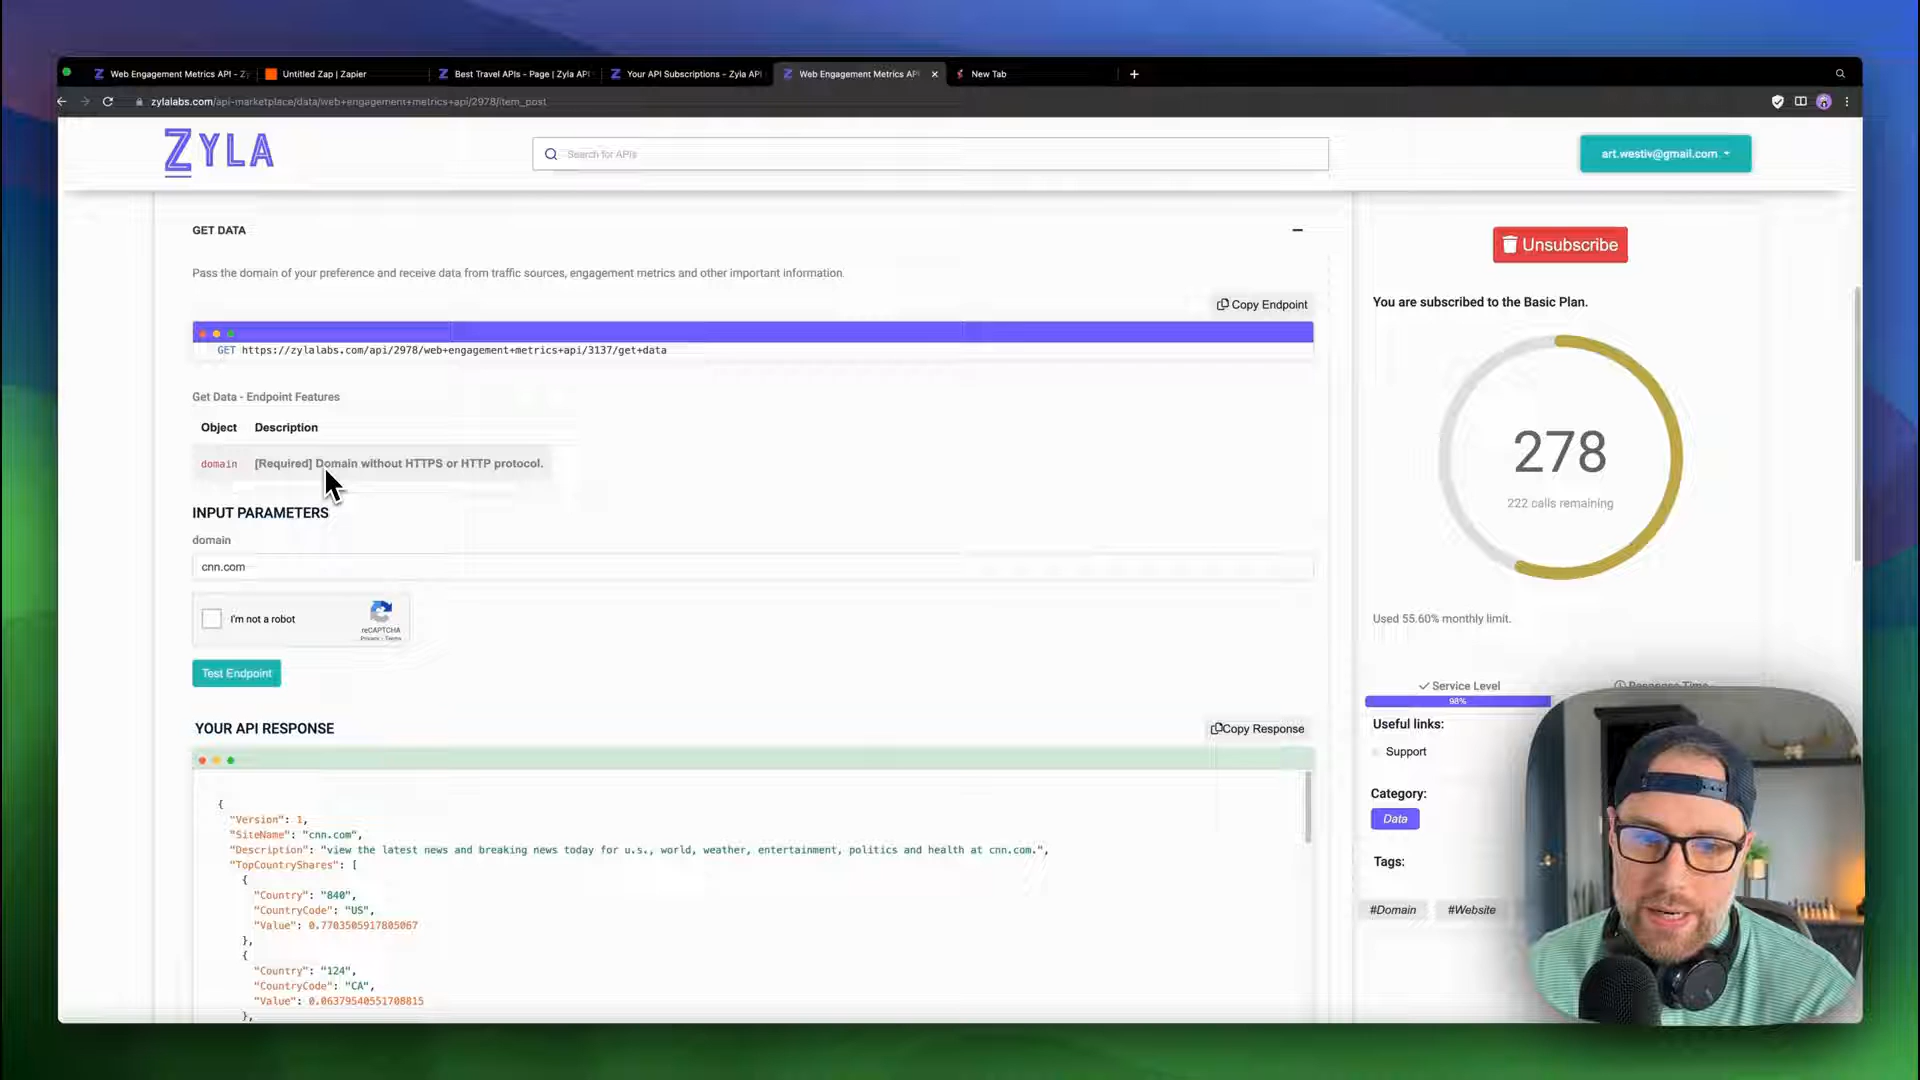 Web Engagement Metrics API - Z
Untitled Zap | Zapier
Best Travel APIs - Page | Zyla API
Your API Subscriptions - Zyla API
Web Engagement Metrics API
New Tab
zylalabs.com/api-marketplace/data/web+engagement+metrics+api/2978/item_post
ZYLA
Search for APIs
art.westiv@gmail.com
GET DATA
Unsubscribe
Pass the domain of your preference and receive data from traffic sources, engagement metrics and other important information.
Copy Endpoint
You are subscribed to the Basic Plan.
GET https://zylalabs.com/api/2978/web+engagement+metrics+api/3137/get+data
Get Data - Endpoint Features
Object Description
domain [Required] Domain without HTTPS or HTTP protocol.
278
222 calls remaining
INPUT PARAMETERS
domain
cnn.com
I'm not a robot
reCAPTCHA
Privacy - Terms
Used 55.60% monthly limit.
Test Endpoint
Service Level
Response Time
98%
YOUR API RESPONSE
Copy Response
Useful links:
Support
Category:
Data
Tags:
#Domain #Website
{
"Version": 1,
"SiteName": "cnn.com",
"Description": "view the latest news and breaking news today for u.s., world, weather, entertainment, politics and health at cnn.com.",
"TopCountryShares": [
{
"Country": "840",
"CountryCode": "US",
"Value": 0.7703505917805067
},
{
"Country": "124",
"CountryCode": "CA",
"Value": 0.06379540551708815
},